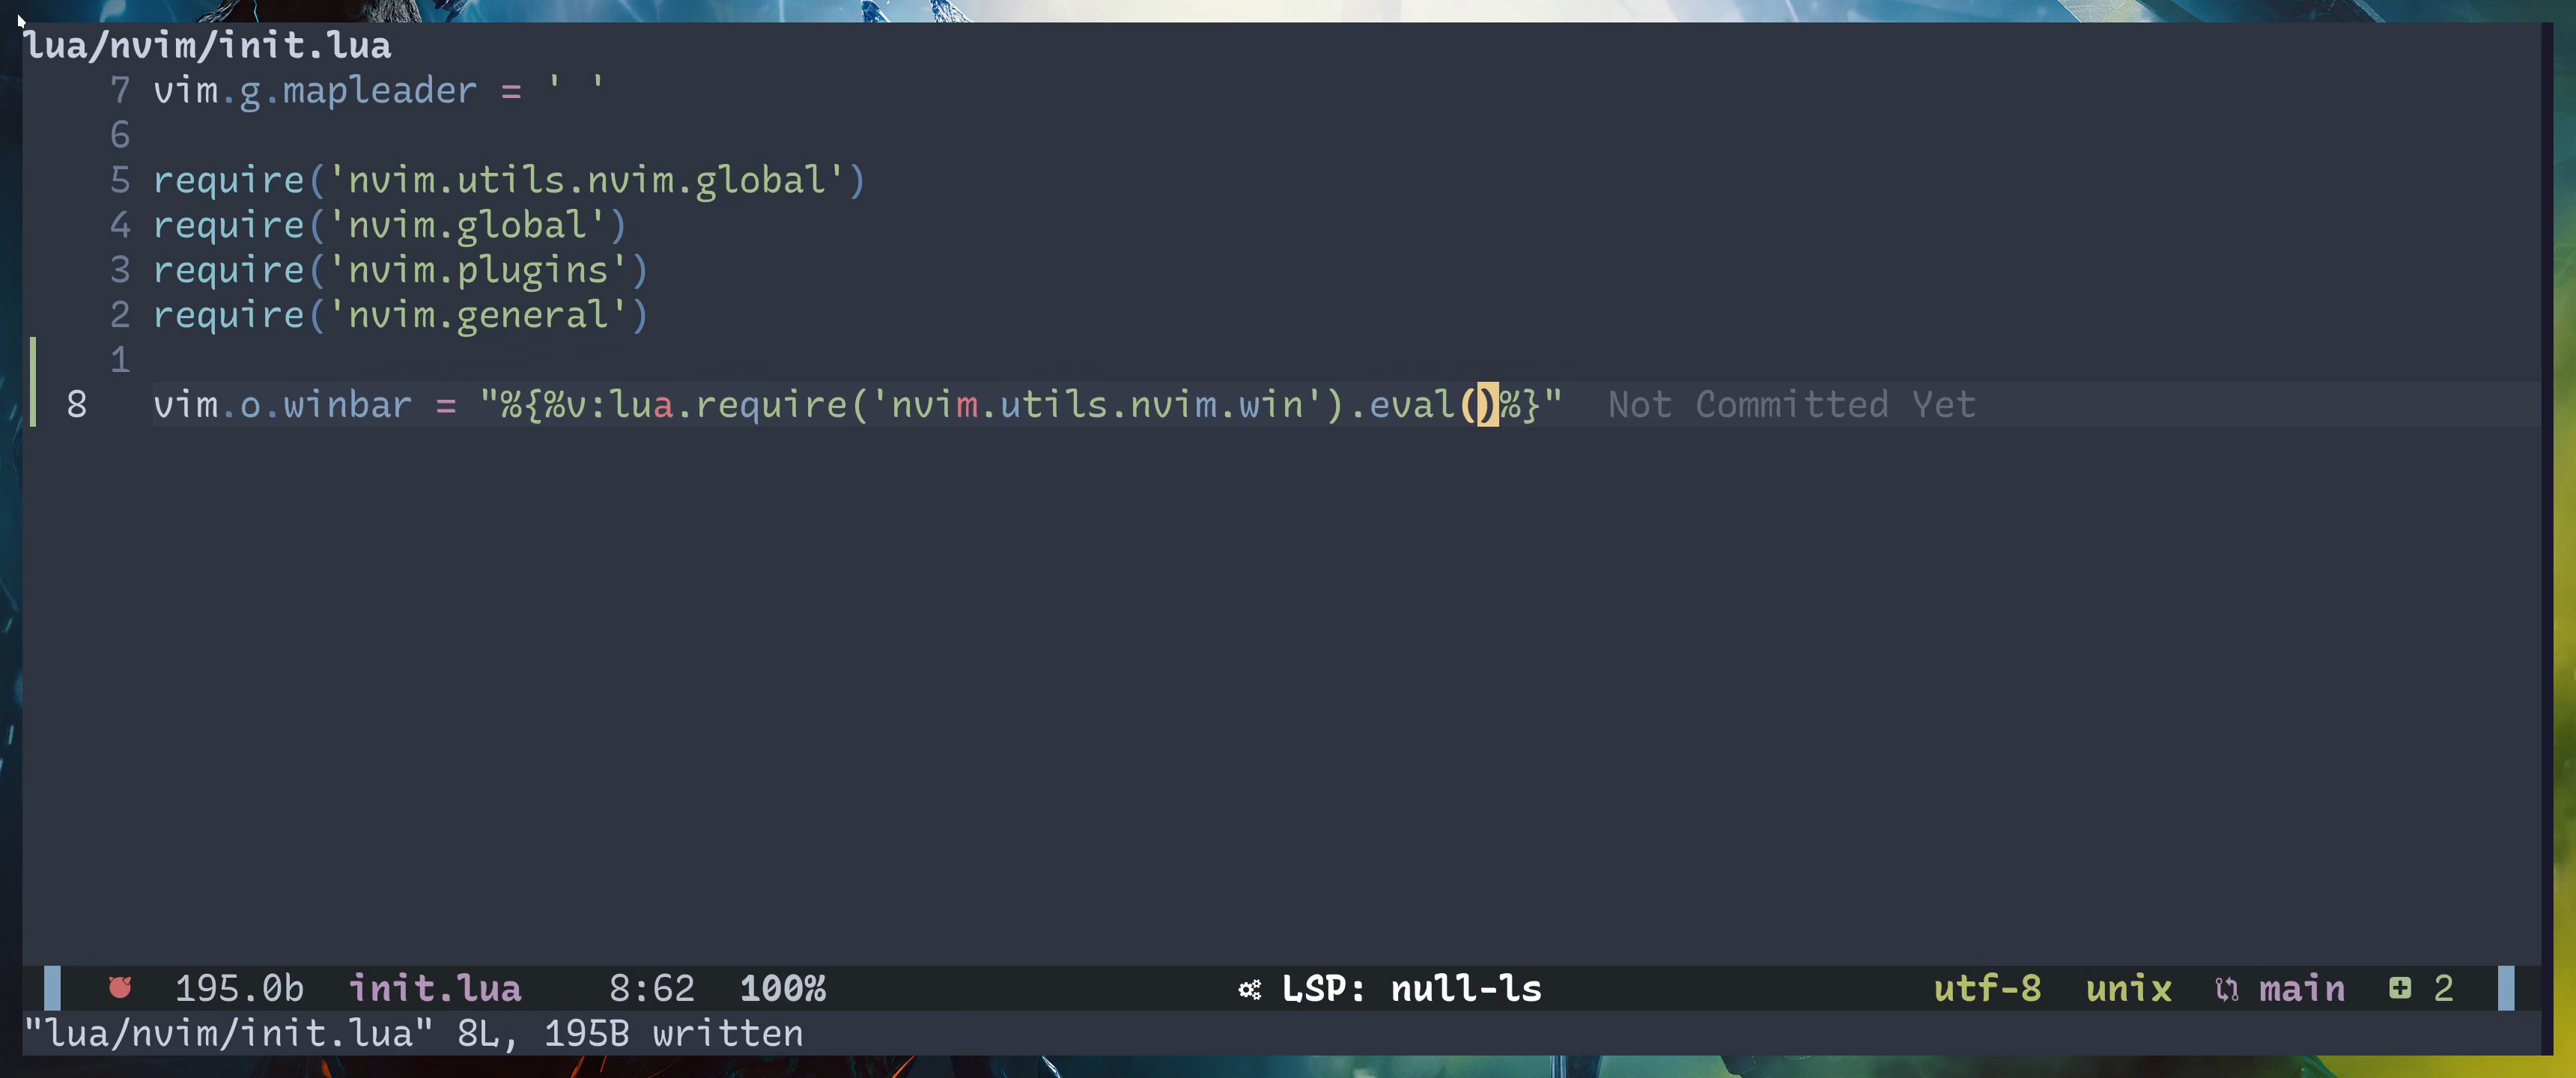 lua/nvim/init.lua
7 vim.g.mapleader = ' '
6
5 require('nvim.utils.nvim.global')
4 require('nvim.global')
3 require('nvim.plugins')
2 require('nvim.general')
1
8 vim.o.winbar = "%{%v:lua.require('nvim.utils.nvim.win').eval()%}" Not Committed Yet
195.0b init.lua 8:62 100% LSP: null-ls utf-8 unix main 2
"lua/nvim/init.lua" 8L, 195B written